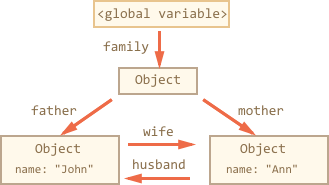 <global variable>
family
Object
father
mother
wife
Object
Object
name: "John"
name: "Ann"
husband